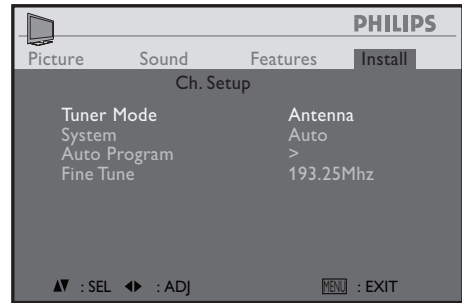 PHILIPS
Picture Sound Features Install
Ch. Setup
Tuner Mode Antenna
System Auto
Auto Program >
Fine Tune 193.25Mhz
: SEL : ADJ MENU : EXIT